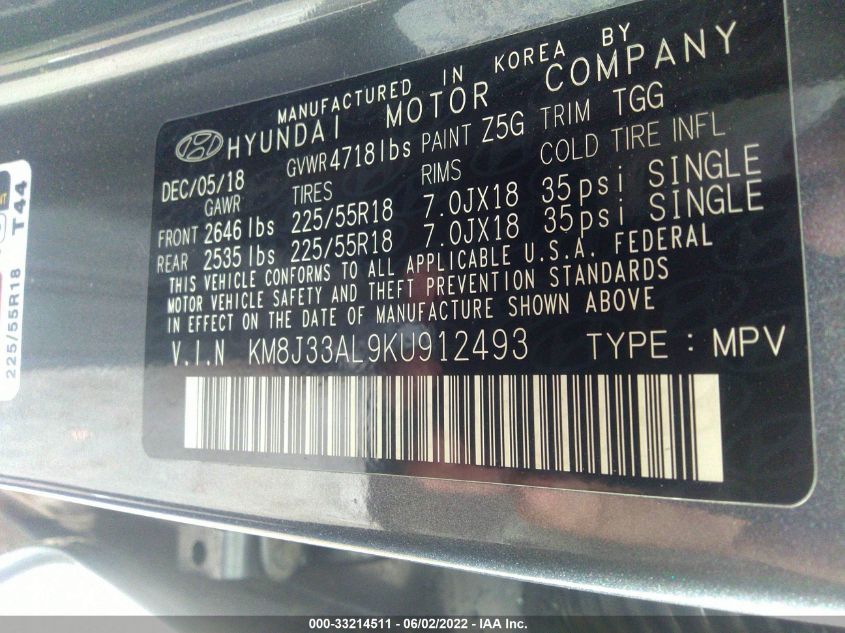 MANUFACTURED IN KOREA BY
HYUNDAI MOTOR COMPANY
DEC/05/18 GVWR 4718lbs PAINT Z5G TRIM TGG
GAWR TIRES RIMS COLD TIRE INFL
FRONT 2646 lbs 225/55R18 7.0JX18 35psi SINGLE
REAR 2535 lbs 225/55R18 7.0JX18 35psi SINGLE
THIS VEHICLE CONFORMS TO ALL APPLICABLE U.S.A. FEDERAL
MOTOR VEHICLE SAFETY AND THEFT PREVENTION STANDARDS
IN EFFECT ON THE DATE OF MANUFACTURE SHOWN ABOVE
V.I.N KM8J33AL9KU912493 TYPE : MPV
225/55R18 T44
000-33214511 - 06/02/2022 - IAA Inc.